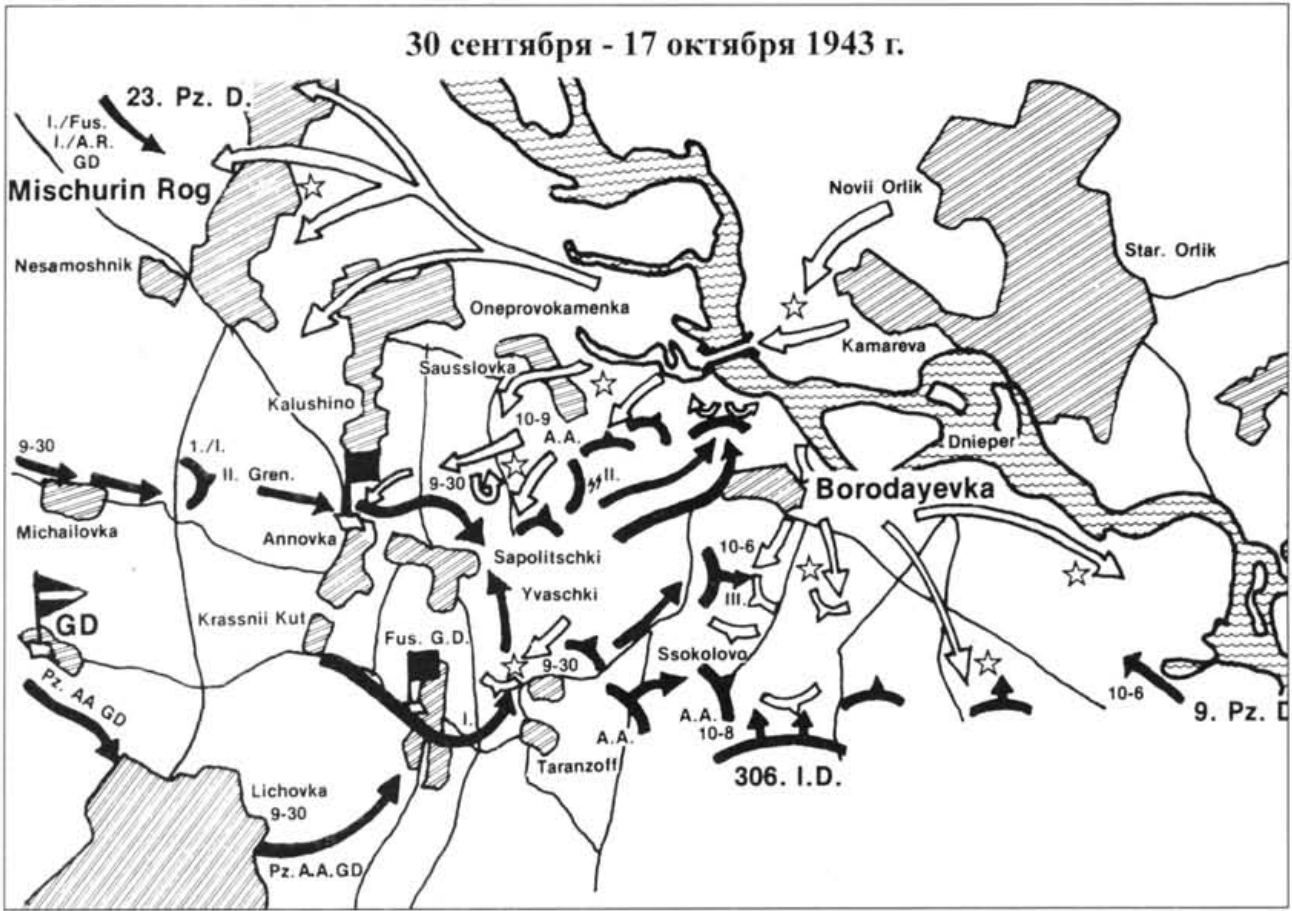 30 сентября - 17 октября 1943 г.
23. Pz. D.
I./Fus.
I./A.R.
GD
Mischurin Rog
Novii Orlik
Star. Orlik
Nesamoshnik
Oneprovokamenka
Kamareva
Sausslovka
Kalushino
10-9
A.A.
9-30
1./I.
II. Gren.
9-30
II.
Dnieper
Borodayevka
Michailovka
Annovka
Sapolitschki
10-6
Yvaschki
III.
GD
Krassnii Kut
Fus. G.D.
9-30
Ssokolovo
Pz. AA GD
I.
A.A.
A.A.
10-8
10-6
9. Pz. D
Taranzoff
306. I.D.
Lichovka
9-30
Pz. A.A. GD